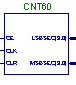 CNT60
CE LSBSEC[3:0]
CLK
CLR MSBSEC[3:0]